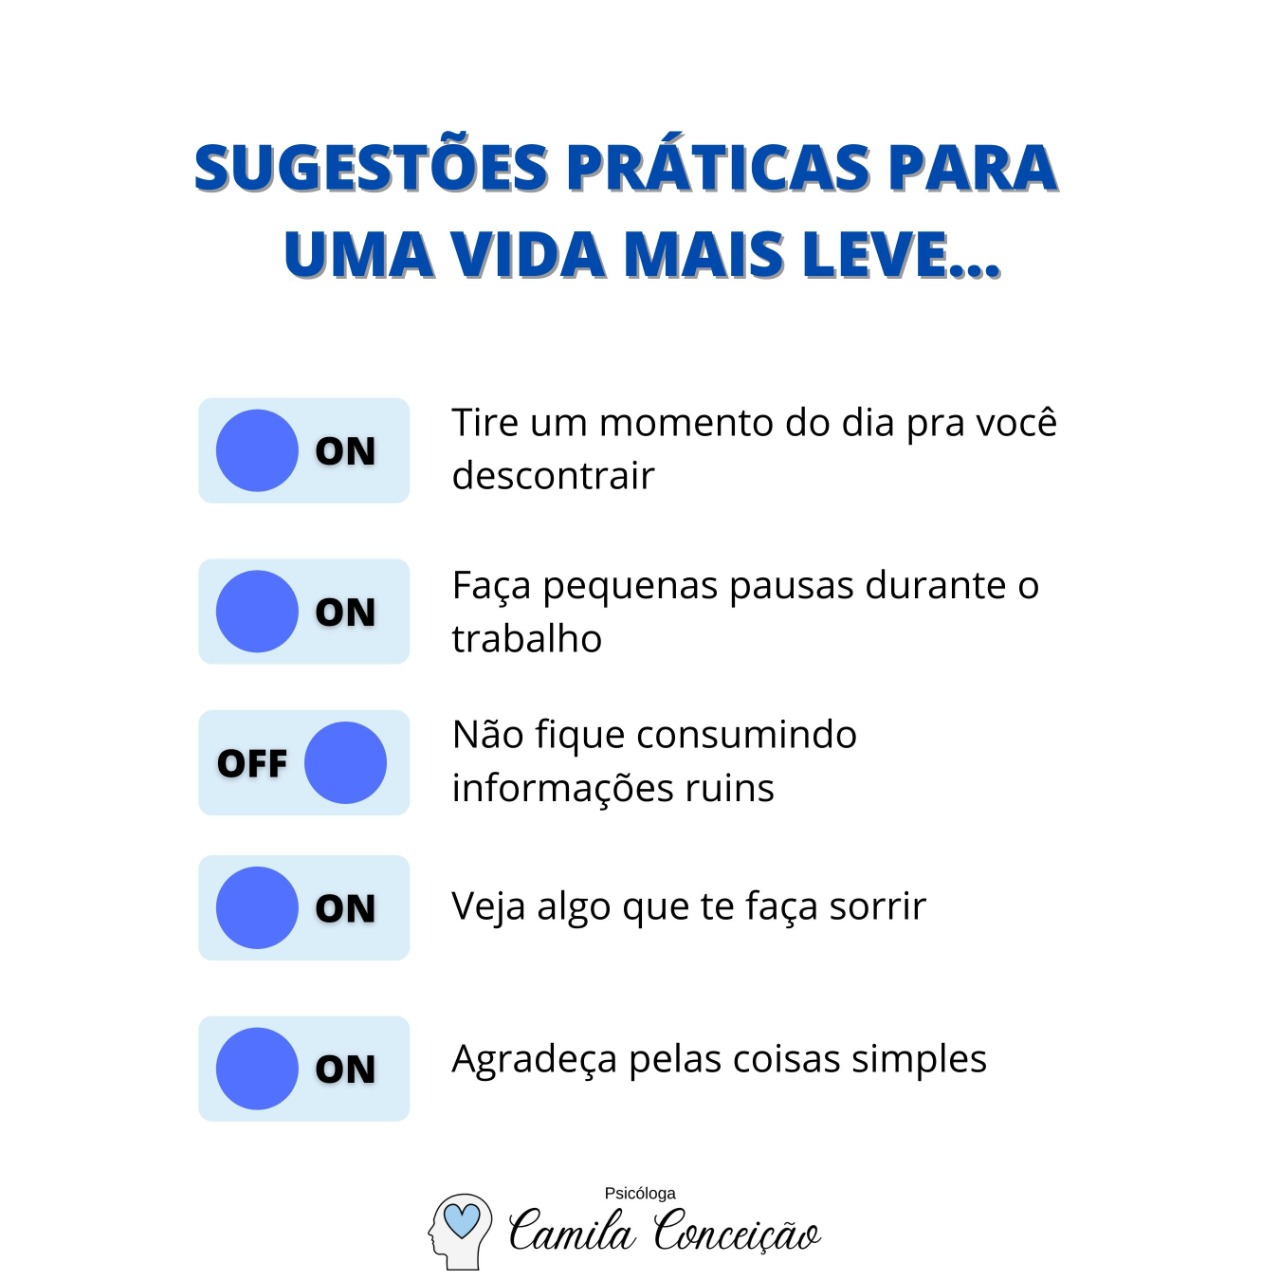 SUGESTÕES PRÁTICAS PARA
UMA VIDA MAIS LEVE...
ON
Tire um momento do dia pra você
descontrair
ON
Faça pequenas pausas durante o
trabalho
OFF
Não fique consumindo
informações ruins
ON
Veja algo que te faça sorrir
ON
Agradeça pelas coisas simples
Psicóloga
Camila Conceição